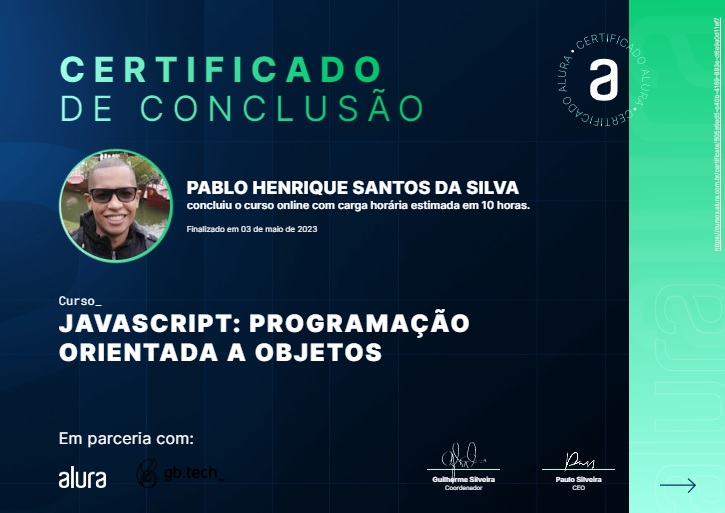 CERTIFICADO
DE CONCLUSÃO
CERTIFICADO ALURA • CERTIFICADO ALURA •
a
PABLO HENRIQUE SANTOS DA SILVA
concluiu o curso online com carga horária estimada em 10 horas.
Finalizado em 03 de maio de 2023
Curso_
JAVASCRIPT: PROGRAMAÇÃO
ORIENTADA A OBJETOS
Em parceria com:
alura
gb.tech_
Guilherme Silveira
Coordenador
Paulo Silveira
CEO
alura